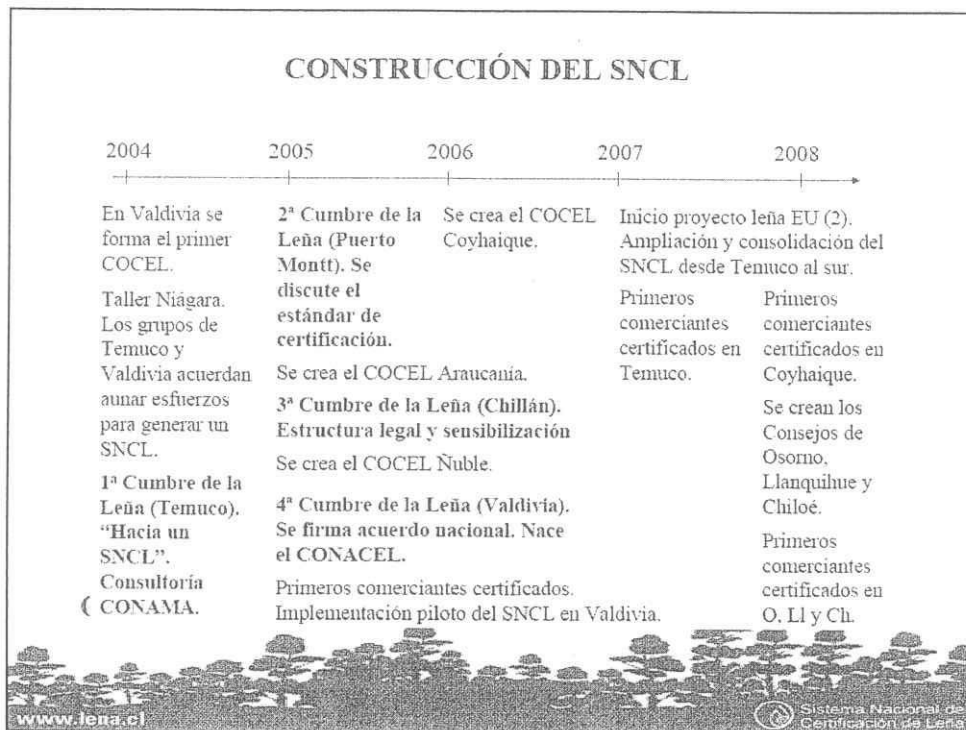 CONSTRUCCIÓN DEL SNCL
2004
2005
2006
2007
2008
En Valdivia se
forma el primer
COCEL.
Taller Niágara.
Los grupos de
Temuco y
Valdivia acuerdan
aunar esfuerzos
para generar un
SNCL.
1ª Cumbre de la
Leña (Temuco).
“Hacia un
SNCL”.
Consultoría
CONAMA.
2ª Cumbre de la
Leña (Puerto
Montt). Se
discute el
estándar de
certificación.
Se crea el COCEL Araucanía.
3ª Cumbre de la Leña (Chillán).
Estructura legal y sensibilización
Se crea el COCEL Ñuble.
4ª Cumbre de la Leña (Valdivia).
Se firma acuerdo nacional. Nace
el CONACEL.
Primeros comerciantes certificados.
Implementación piloto del SNCL en Valdivia.
Se crea el COCEL
Coyhaique.
Inicio proyecto leña EU (2).
Ampliación y consolidación del
SNCL desde Temuco al sur.
Primeros
comerciantes
certificados en
Temuco.
Primeros
comerciantes
certificados en
Coyhaique.
Se crean los
Consejos de
Osorno,
Llanquihue y
Chiloé.
Primeros
comerciantes
certificados en
O, Ll y Ch.
www.lena.cl
Sistema Nacional de
Certificación de Leña